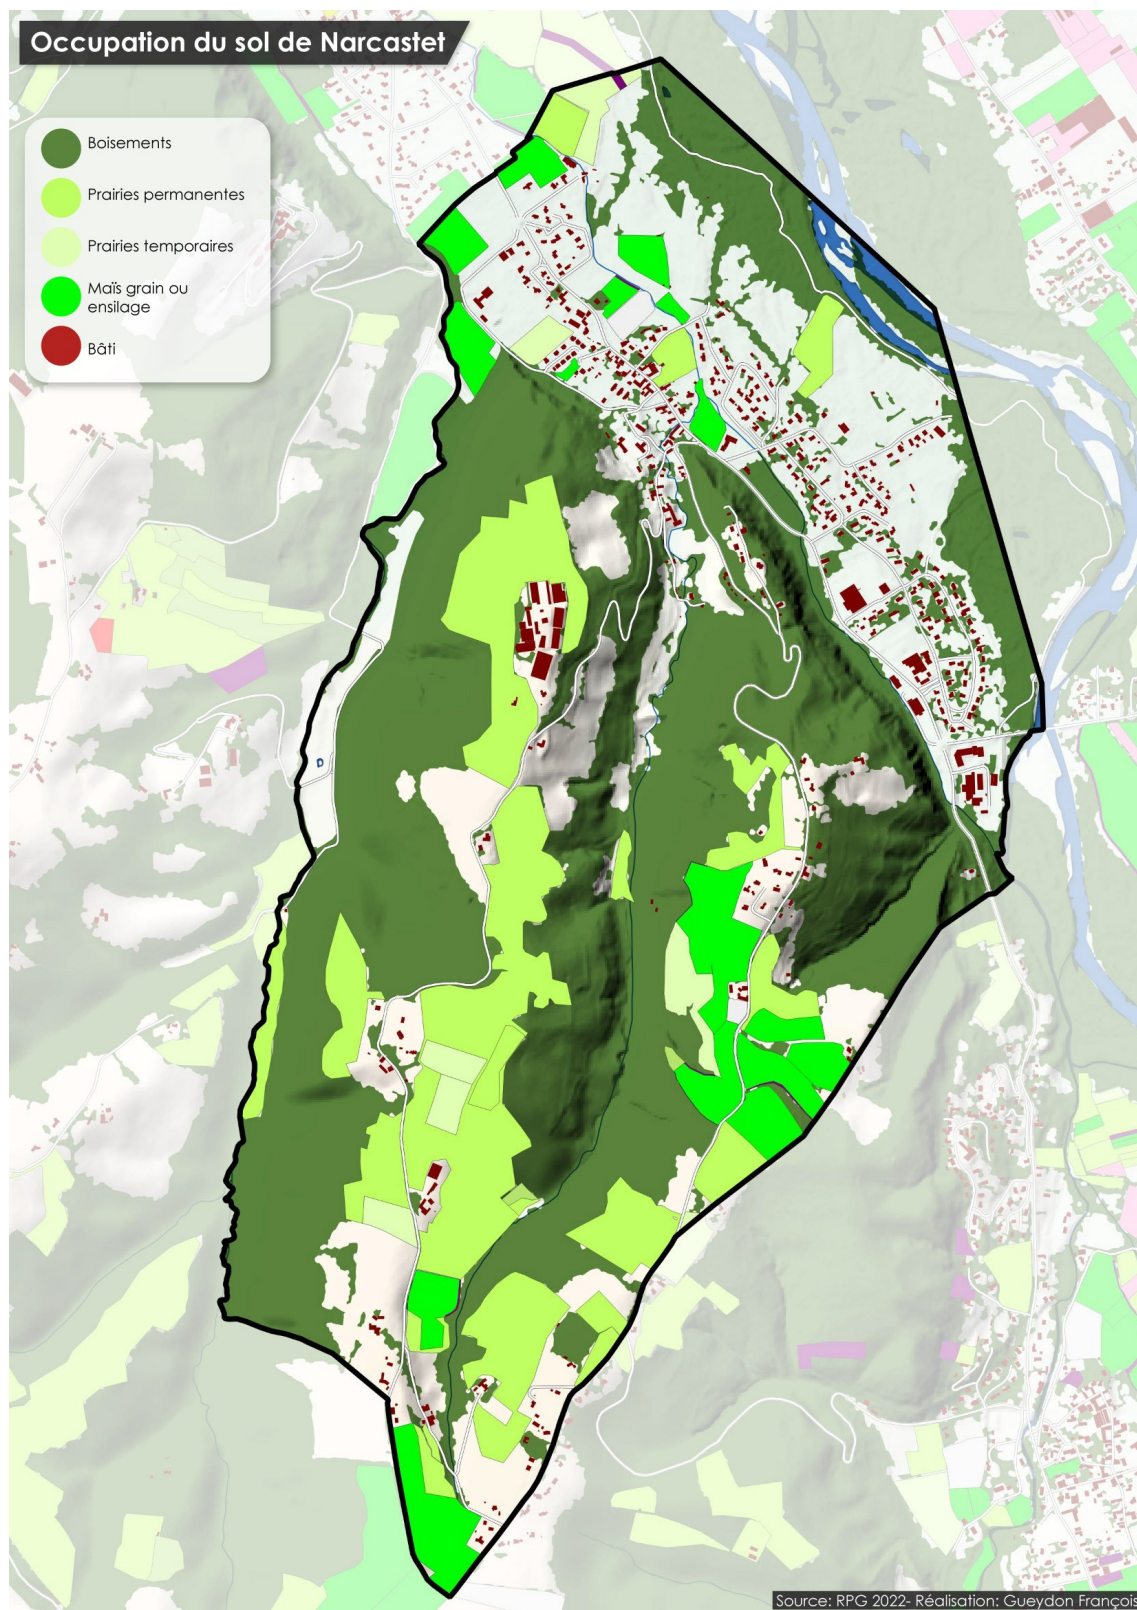 Occupation du sol de Narcastet
Boisements
Prairies permanentes
Prairies temporaires
Maïs grain ou
ensilage
Bâti
Source: RPG 2022- Réalisation: Gueydon François